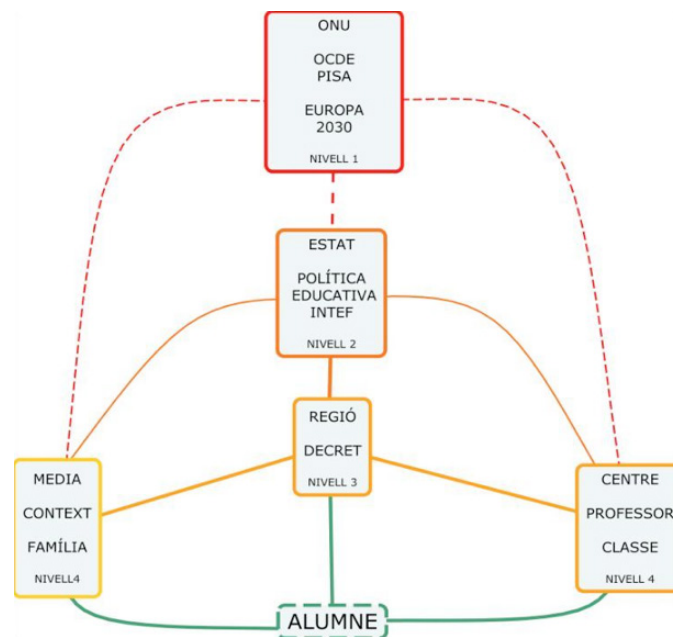 ONU
OCDE
PISA
EUROPA
2030
NIVELL 1
ESTAT
POLÍTICA
EDUCATIVA
INTEF
NIVELL 2
REGIÓ
DECRET
NIVELL 3
MEDIA
CONTEXT
FAMÍLIA
NIVELL4
CENTRE
PROFESSOR
CLASSE
NIVELL 4
ALUMNE